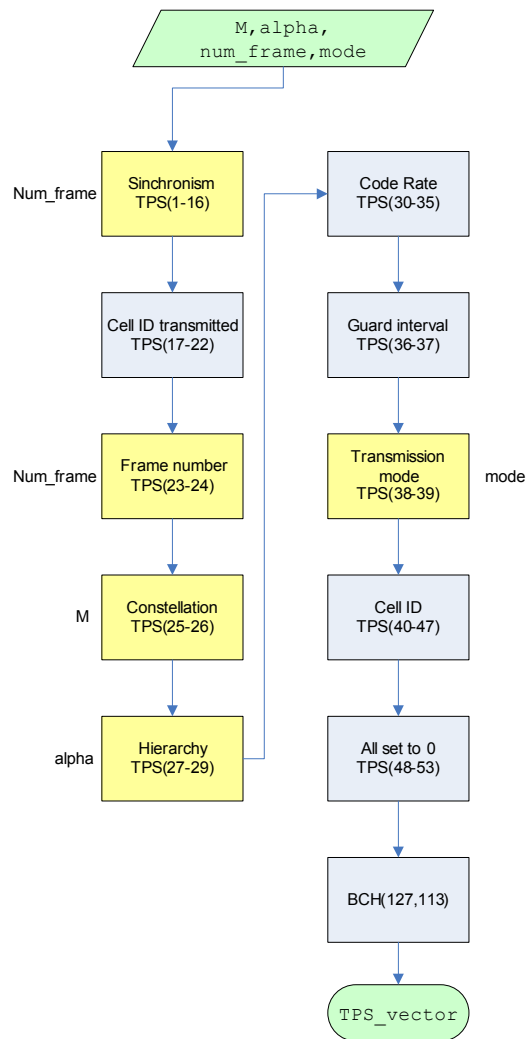 M,alpha,
num_frame,mode
Num_frame
Sinchronism
TPS(1-16)
Cell ID transmitted
TPS(17-22)
Num_frame
Frame number
TPS(23-24)
M
Constellation
TPS(25-26)
alpha
Hierarchy
TPS(27-29)
Code Rate
TPS(30-35)
Guard interval
TPS(36-37)
Transmission
mode
TPS(38-39)
mode
Cell ID
TPS(40-47)
All set to 0
TPS(48-53)
BCH(127,113)
TPS_vector